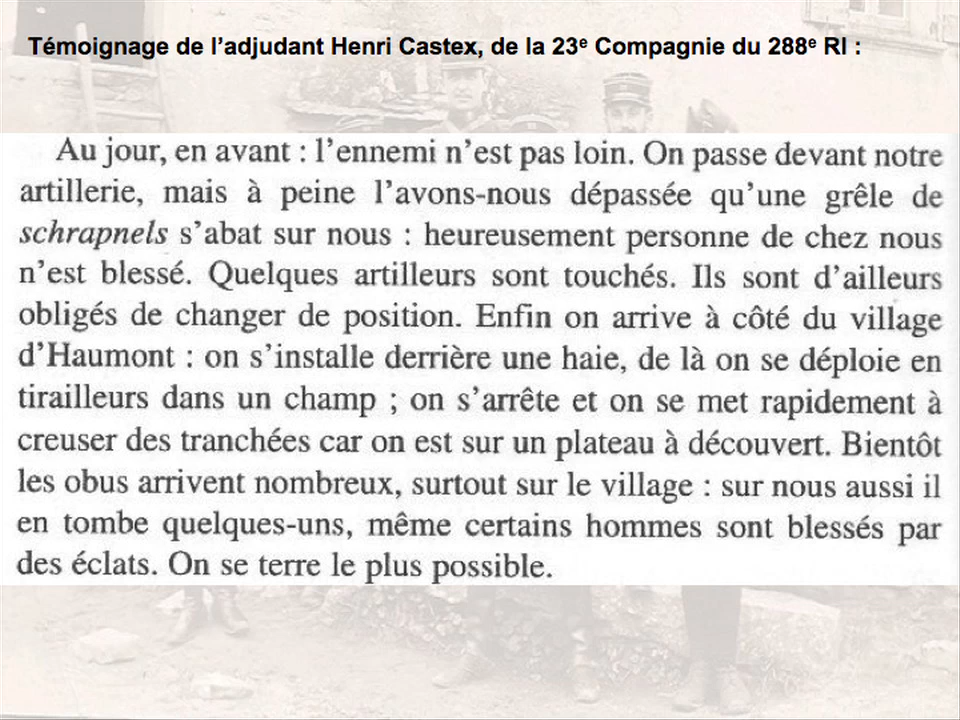 Témoignage de l’adjudant Henri Castex, de la 23e Compagnie du 288e RI :
Au jour, en avant : l’ennemi n’est pas loin. On passe devant notre
artillerie, mais à peine l’avons-nous dépassée qu’une grêle de
schrapnels s’abat sur nous : heureusement personne de chez nous
n’est blessé. Quelques artilleurs sont touchés. Ils sont d’ailleurs
obligés de changer de position. Enfin on arrive à côté du village
d’Haumont : on s’installe derrière une haie, de là on se déploie en
tirailleurs dans un champ ; on s’arrête et on se met rapidement à
creuser des tranchées car on est sur un plateau à découvert. Bientôt
les obus arrivent nombreux, surtout sur le village : sur nous aussi il
en tombe quelques-uns, même certains hommes sont blessés par
des éclats. On se terre le plus possible.